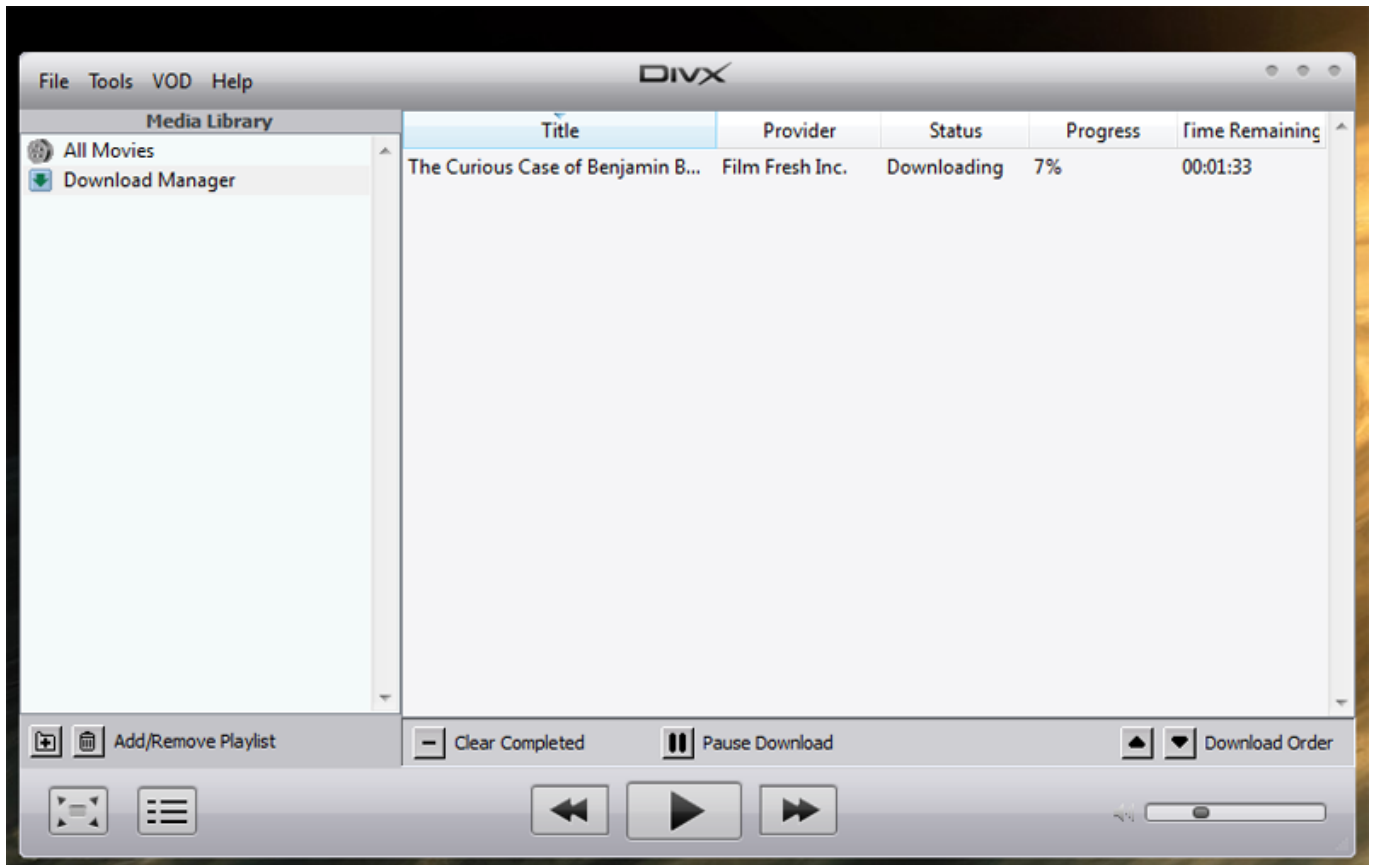 DIVX
File Tools VOD Help
Media Library
All Movies
Download Manager
Title Provider Status Progress Time Remaining
The Curious Case of Benjamin B... Film Fresh Inc. Downloading 7% 00:01:33
Add/Remove Playlist
Clear Completed Pause Download Download Order